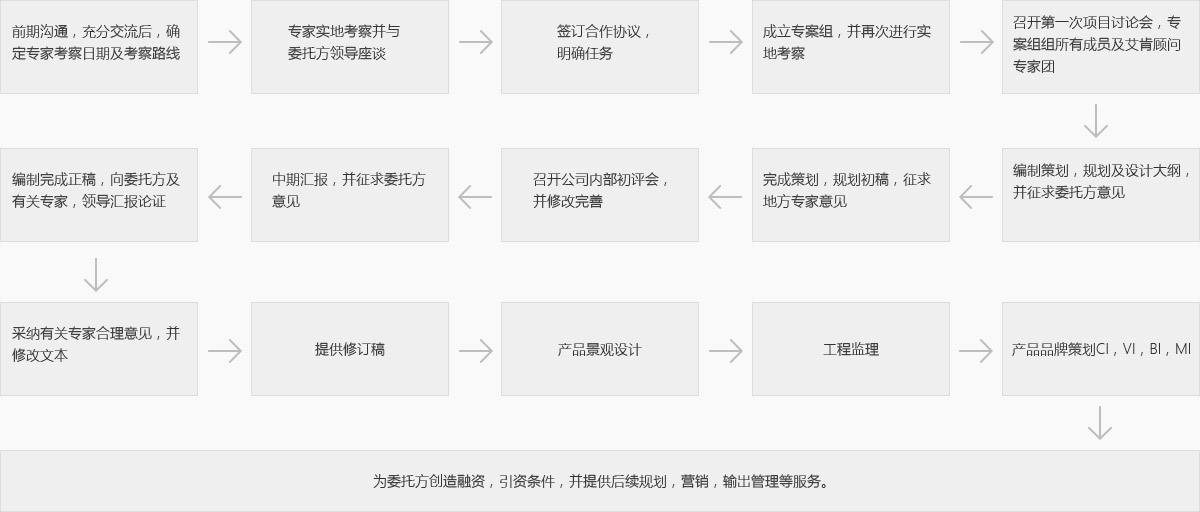 前期沟通，充分交流后，确
定专家考察日期及考察路线
专家实地考察并与
委托方领导座谈
签订合作协议，
明确任务
成立专案组，并再次进行实
地考察
召开第一次项目讨论会，专
案组组所有成员及艾肯顾问
专家团
编制策划，规划及设计大纲，
并征求委托方意见
完成策划，规划初稿，征求
地方专家意见
召开公司内部初评会，
并修改完善
中期汇报，并征求委托方
意见
编制完成正稿，向委托方及
有关专家，领导汇报论证
采纳有关专家合理意见，并
修改文本
提供修订稿
产品景观设计
工程监理
产品品牌策划CI，VI，BI，MI
为委托方创造融资，引资条件，并提供后续规划，营销，输出管理等服务。